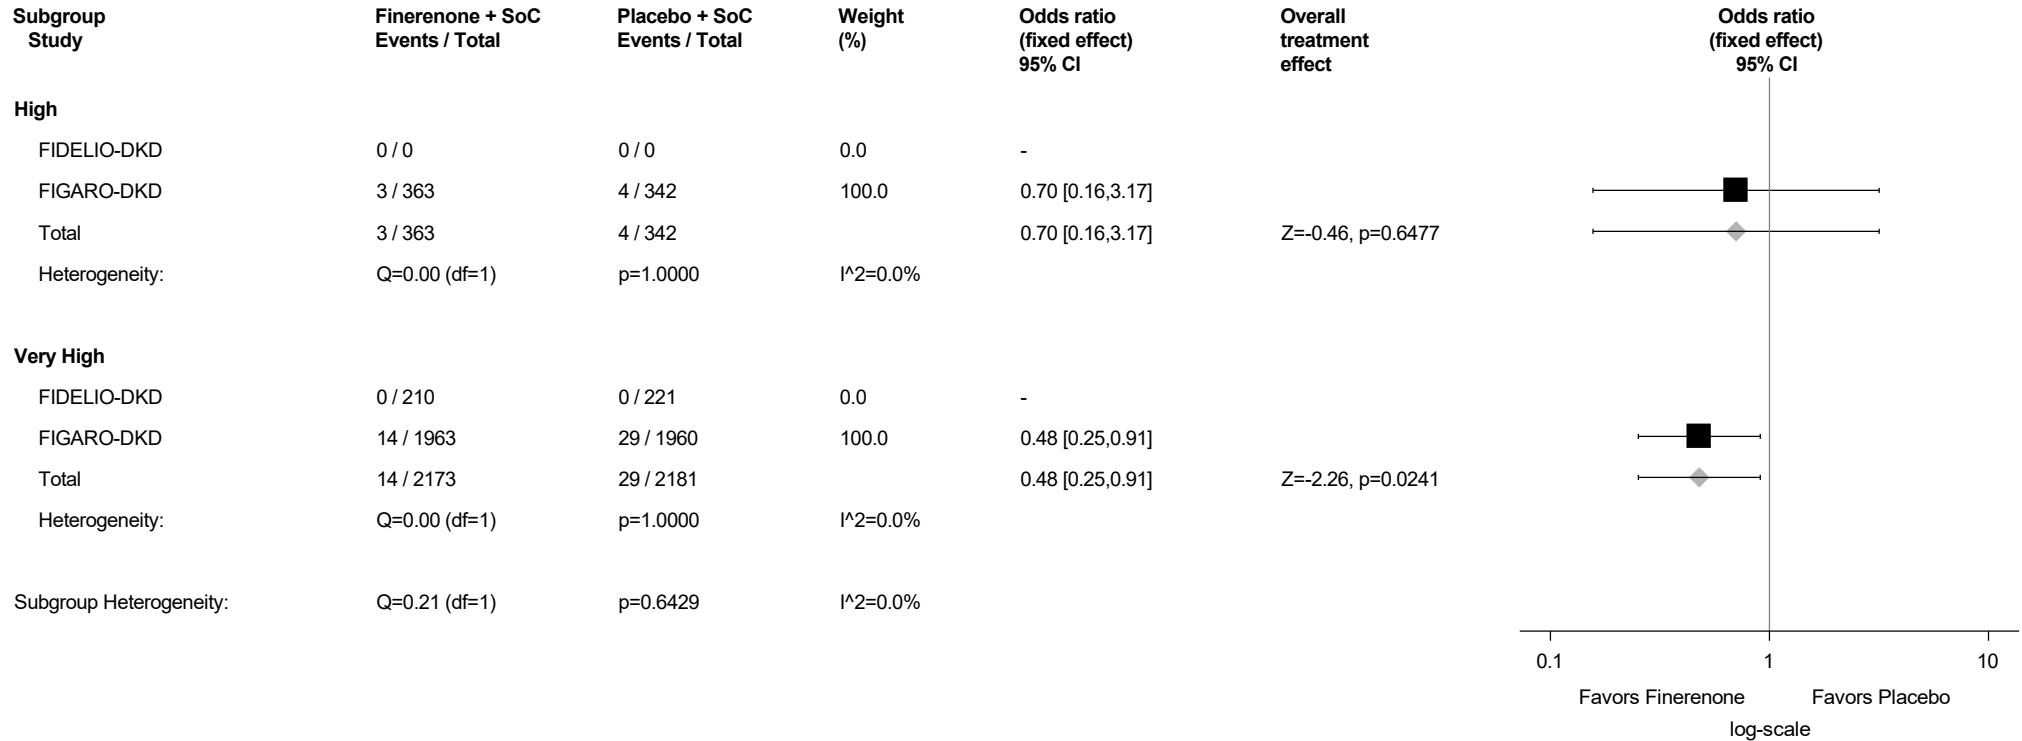 Subgroup Finerenone + SoC Placebo + SoC Weight Odds ratio Overall Odds ratio
Study Events / Total Events / Total (%) (fixed effect) treatment (fixed effect)
95% CI effect 95% CI
High
FIDELIO-DKD 0 / 0 0 / 0 0.0 -
FIGARO-DKD 3 / 363 4 / 342 100.0 0.70 [0.16,3.17]
Total 3 / 363 4 / 342 0.70 [0.16,3.17] Z=-0.46, p=0.6477
Heterogeneity: Q=0.00 (df=1) p=1.0000 I^2=0.0%
Very High
FIDELIO-DKD 0 / 210 0 / 221 0.0 -
FIGARO-DKD 14 / 1963 29 / 1960 100.0 0.48 [0.25,0.91]
Total 14 / 2173 29 / 2181 0.48 [0.25,0.91] Z=-2.26, p=0.0241
Heterogeneity: Q=0.00 (df=1) p=1.0000 I^2=0.0%
Subgroup Heterogeneity: Q=0.21 (df=1) p=0.6429 I^2=0.0%
0.1 1 10
Favors Finerenone Favors Placebo
log-scale